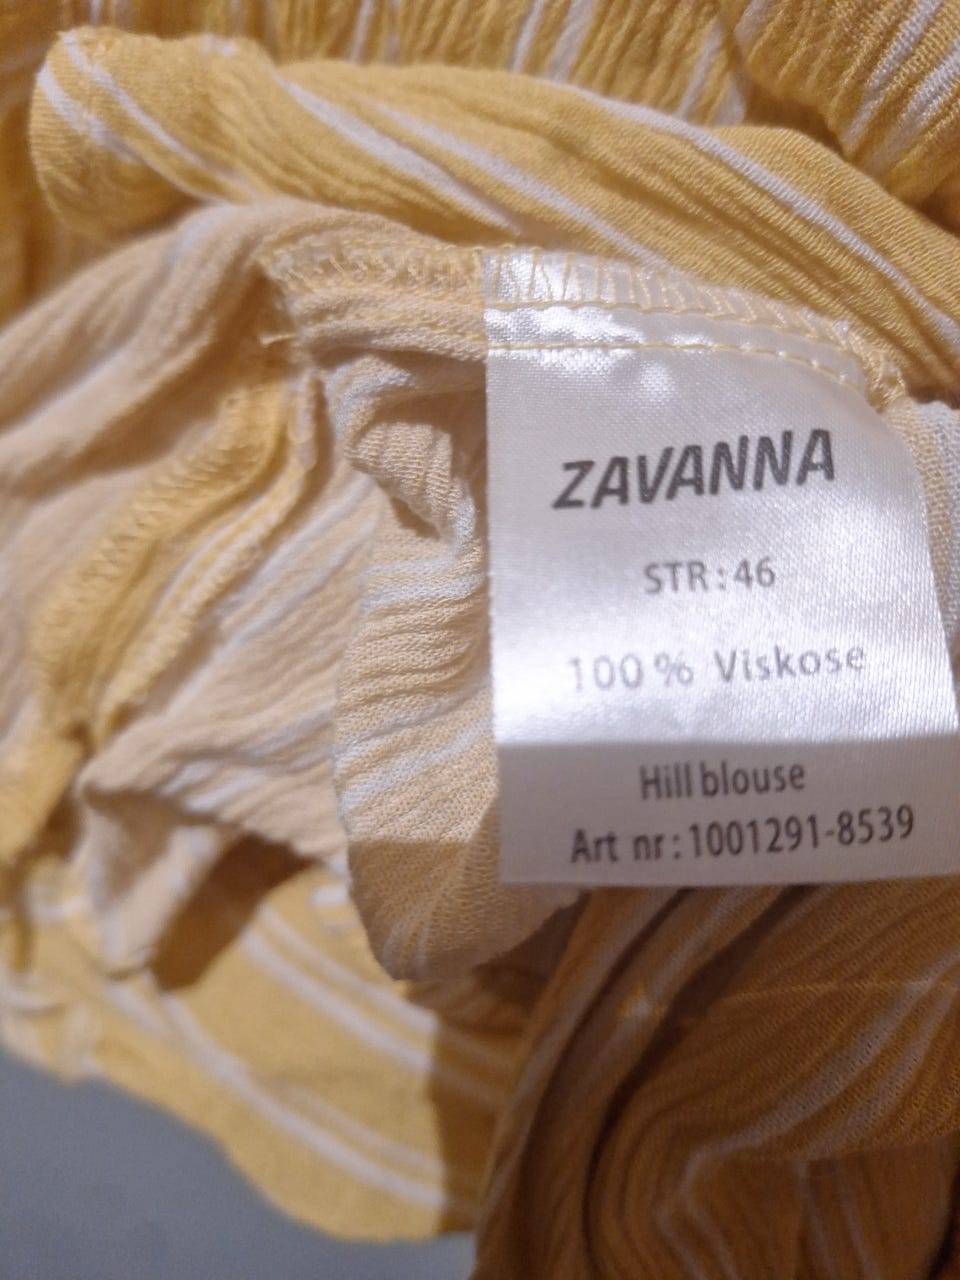 ZAVANNA
STR: 46
100% Viskose
Hill blouse
Art nr: 1001291-8539